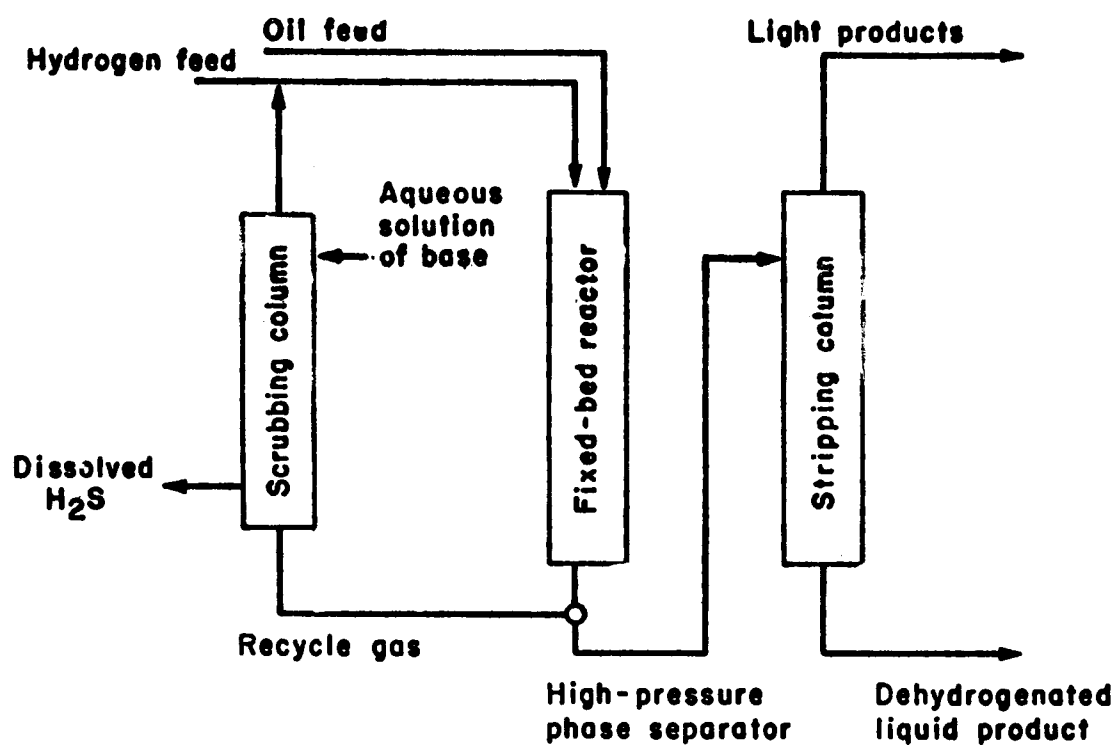 Oil feed
Light products
Hydrogen feed
Aqueous
solution
of base
Scrubbing column
Fixed-bed reactor
Stripping column
Dissolved
H2S
Recycle gas
High-pressure
phase separator
Dehydrogenated
liquid product